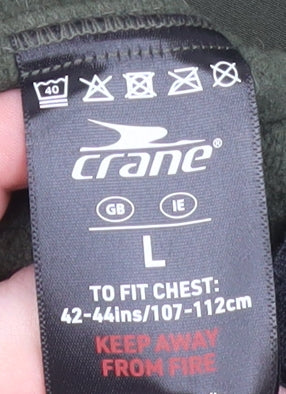 40
crane®
GB IE
L
TO FIT CHEST:
42-44ins/107-112cm
KEEP AWAY
FROM FIRE